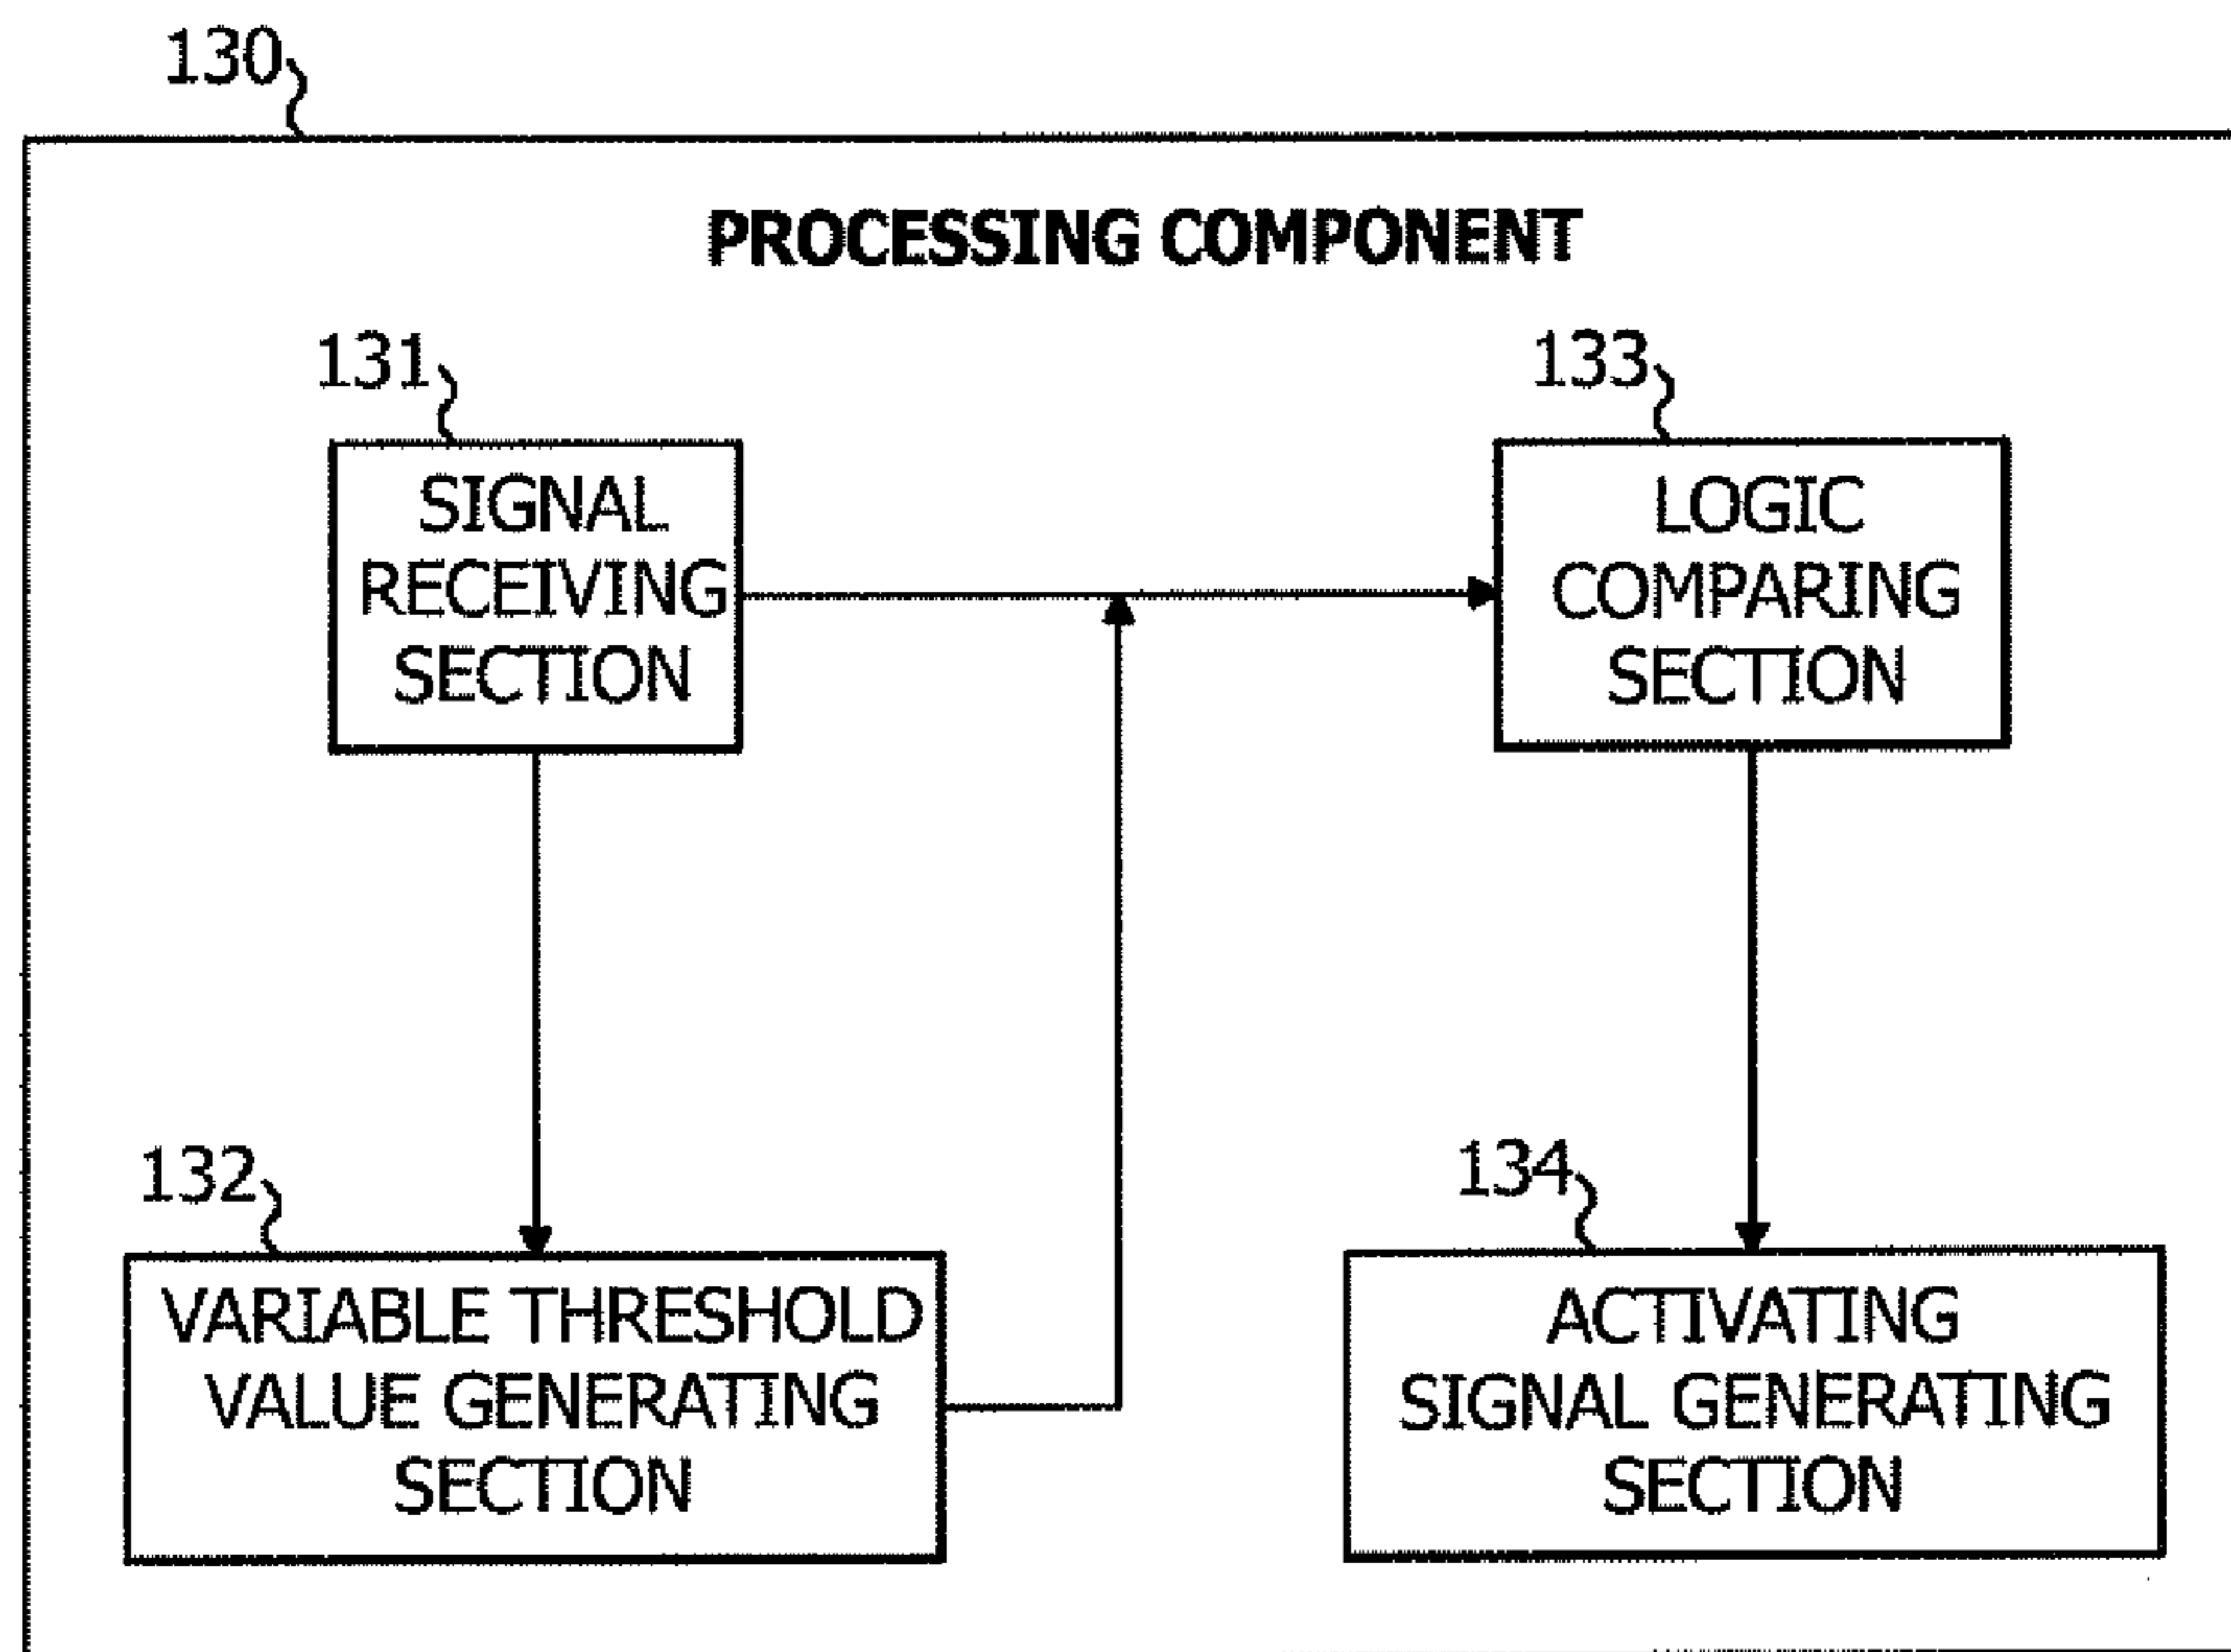 130
PROCESSING COMPONENT
131
SIGNAL
RECEIVING
SECTION
133
LOGIC
COMPARING
SECTION
132
VARIABLE THRESHOLD
VALUE GENERATING
SECTION
134
ACTIVATING
SIGNAL GENERATING
SECTION